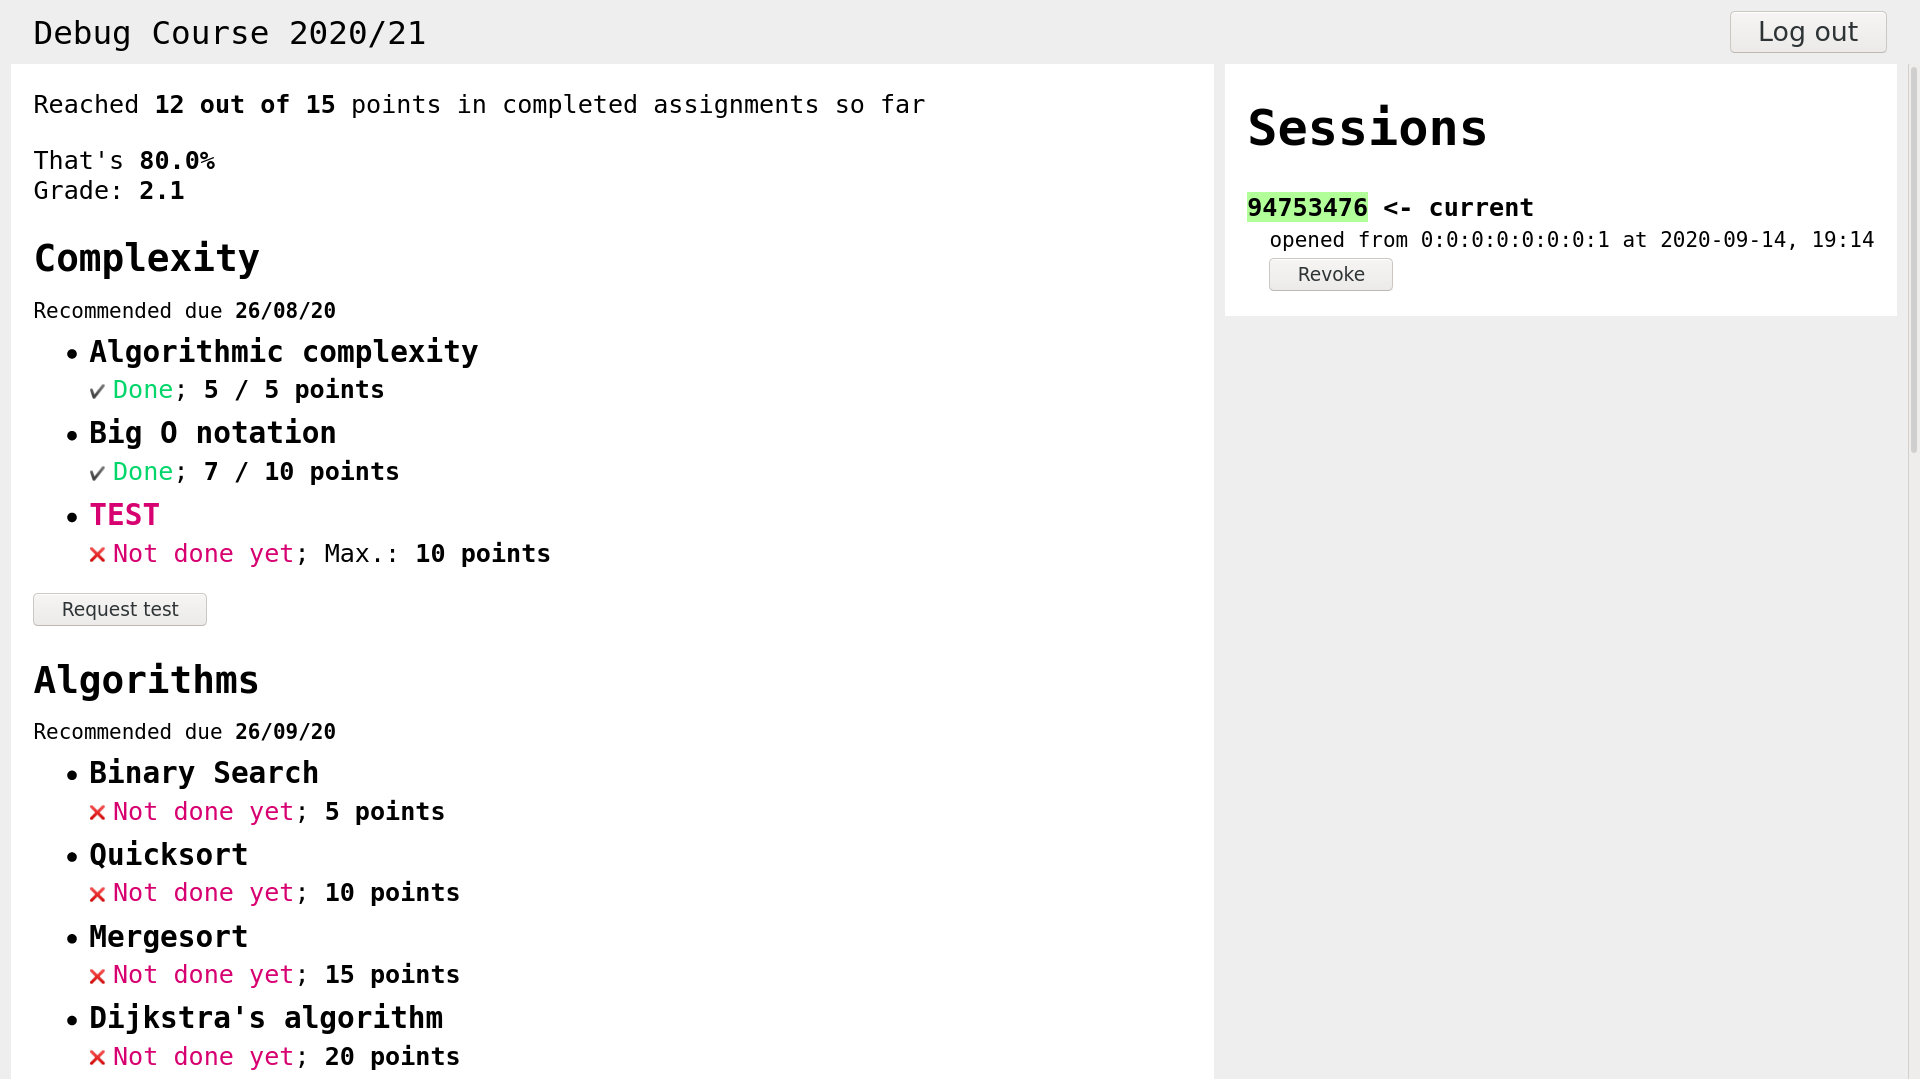 Debug Course 2020/21
Log out
Reached 12 out of 15 points in completed assignments so far
That's 80.0%
Grade: 2.1
Complexity
Recommended due 26/08/20
• Algorithmic complexity
✔ Done; 5 / 5 points
• Big O notation
✔ Done; 7 / 10 points
• TEST
❌ Not done yet; Max.: 10 points
Request test
Algorithms
Recommended due 26/09/20
• Binary Search
❌ Not done yet; 5 points
• Quicksort
❌ Not done yet; 10 points
• Mergesort
❌ Not done yet; 15 points
• Dijkstra's algorithm
❌ Not done yet; 20 points
Sessions
94753476 <- current
opened from 0:0:0:0:0:0:0:1 at 2020-09-14, 19:14
Revoke